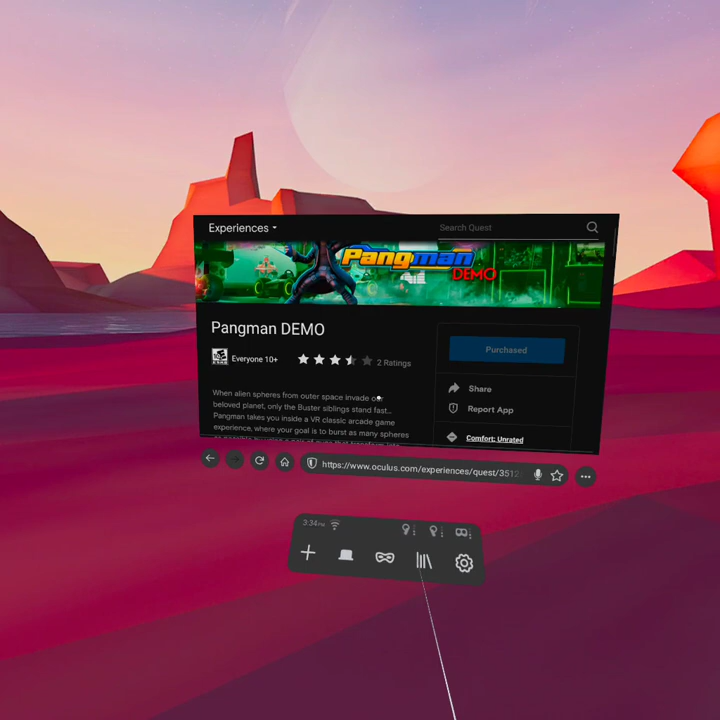 Experiences
Search Quest
Pangman
DEMO
Pangman DEMO
Everyone 10+
2 Ratings
Purchased
Share
Report App
Comfort: Unrated
When alien spheres from outer space invade our
beloved planet, only the Buster siblings stand fast...
Pangman takes you inside a VR classic arcade game
experience, where your goal is to burst as many spheres
https://www.oculus.com/experiences/quest/3512
3:34PM